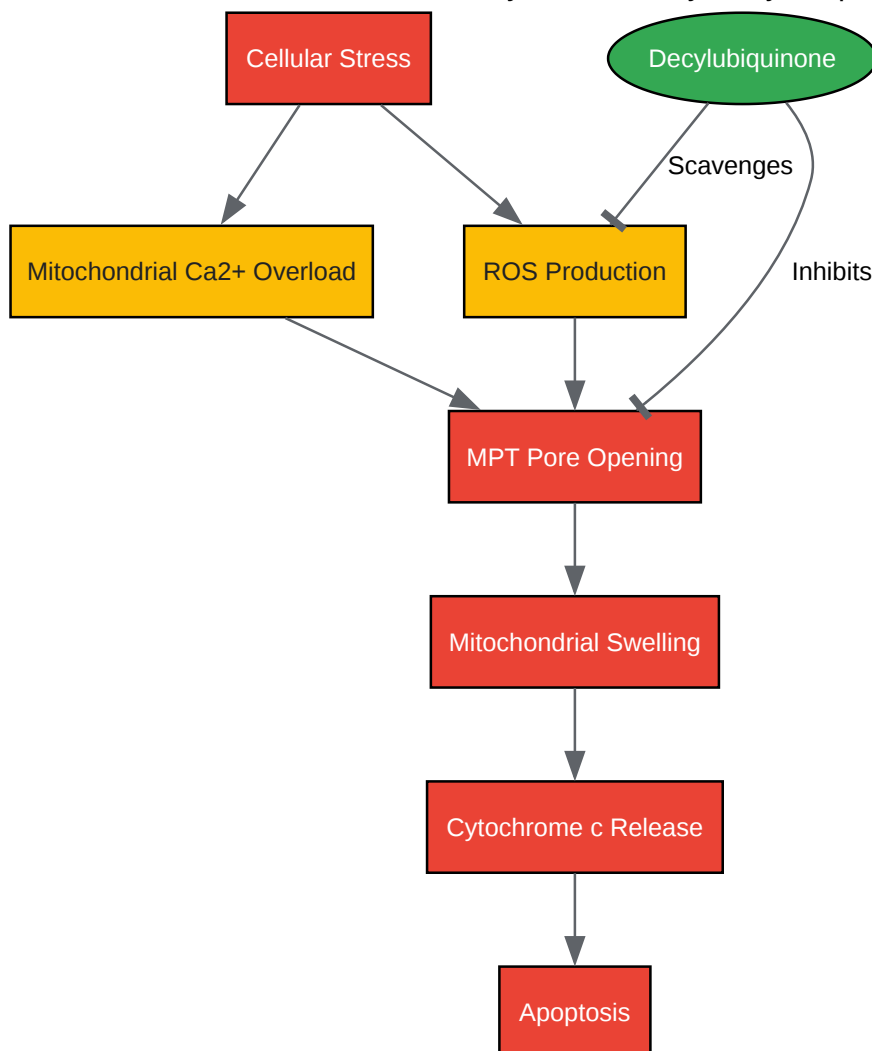 Cellular Stress
Decylubiquinone
Scavenges
Mitochondrial Ca2+ Overload
ROS Production
Inhibits
MPT Pore Opening
Mitochondrial Swelling
Cytochrome c Release
Apoptosis